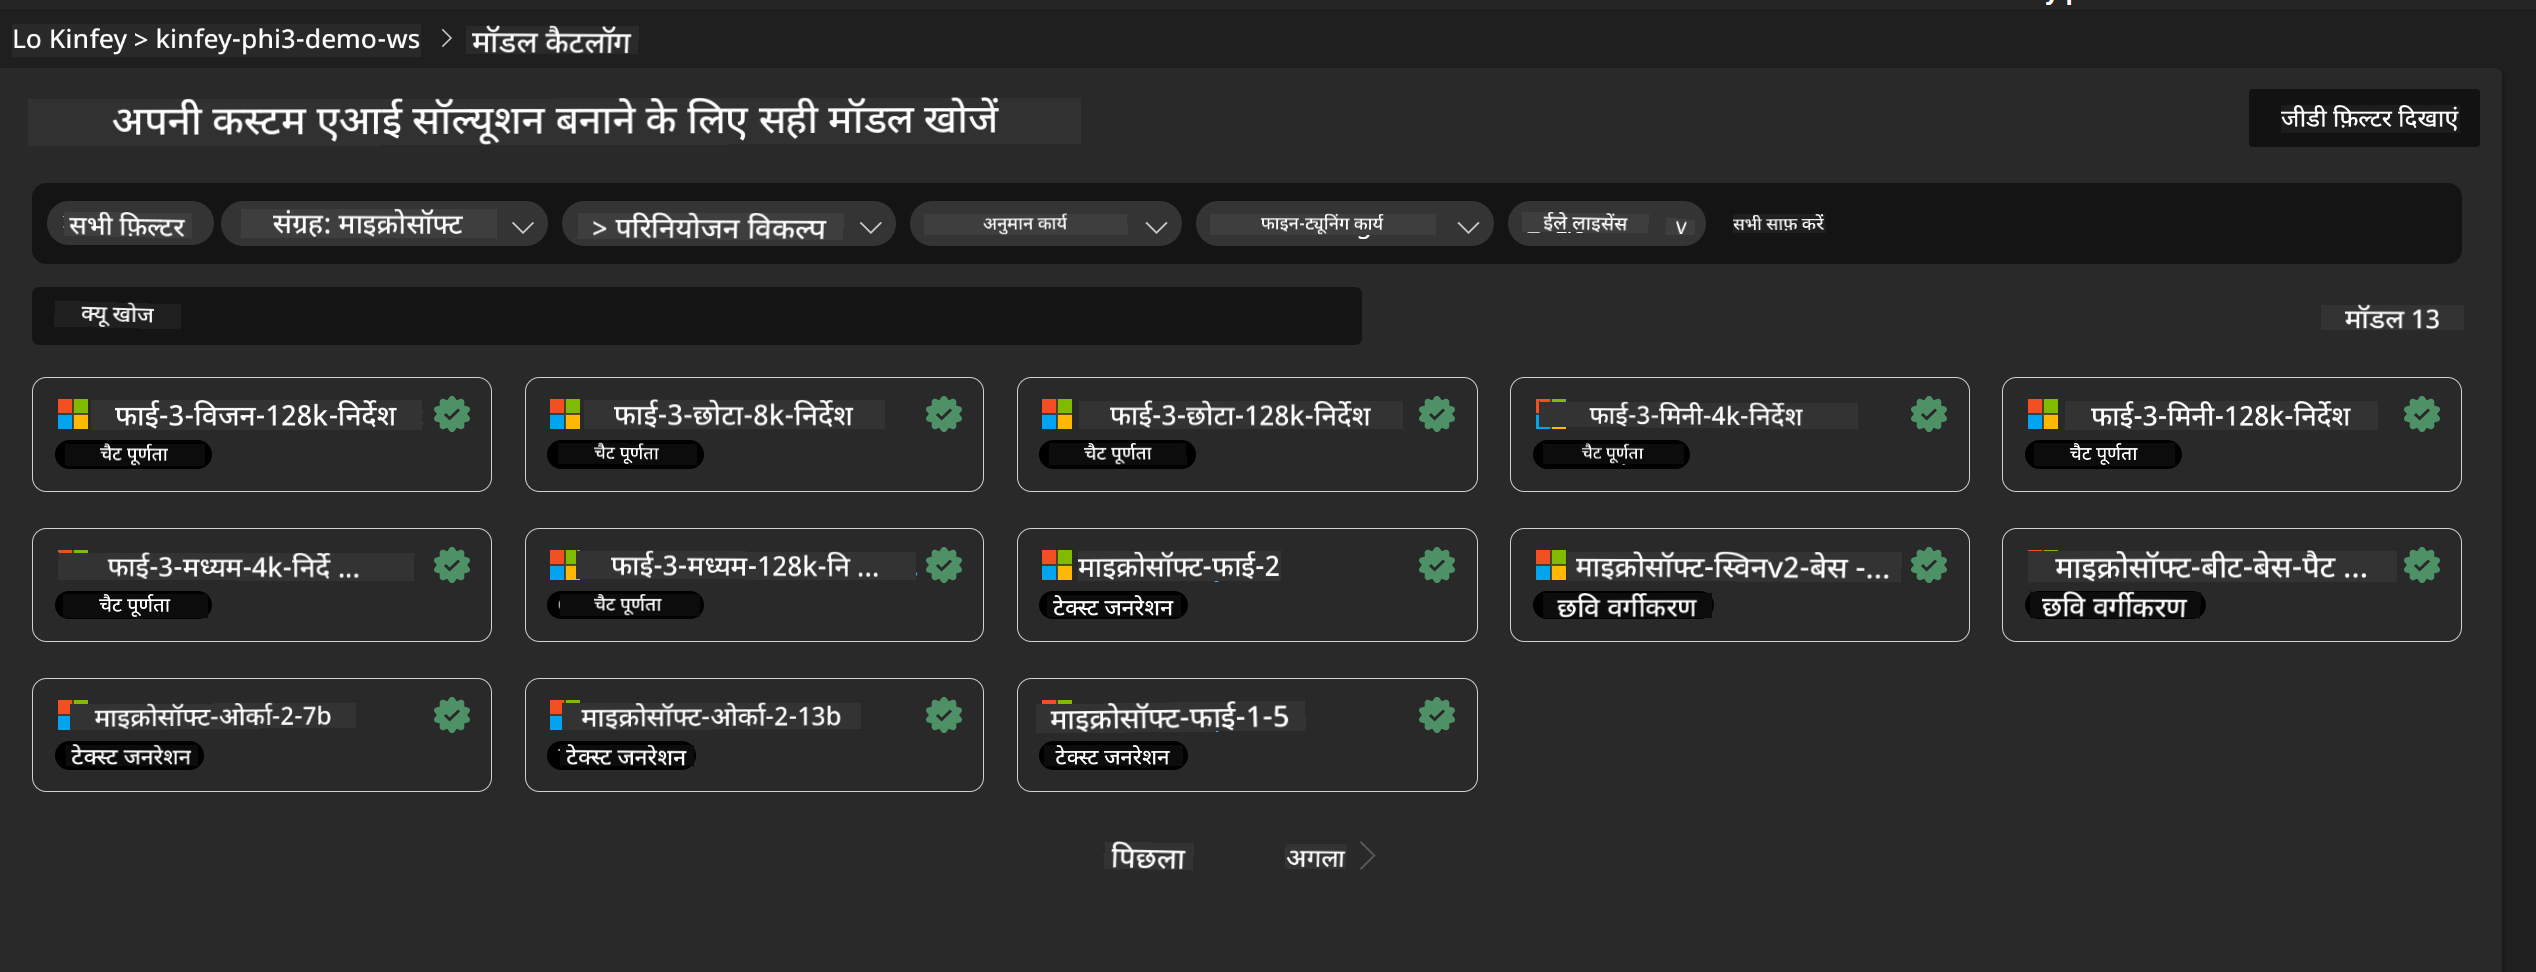 Lo Kinfey > kinfey-phi3-demo-ws > मॉडल कैटलॉग
अपनी कस्टम एआई सॉल्यूशन बनाने के लिए सही मॉडल खोजें
जीडी फ़िल्टर दिखाएं
सभी फ़िल्टर
संग्रह: माइक्रोसॉफ्ट
> परिनियोजन विकल्प
अनुमान कार्य
फाइन-ट्यूनिंग कार्य
ईले लाइसेंस v
सभी साफ़ करें
क्यू खोज
मॉडल 13
फाई-3-विजन-128k-निर्देश
चैट पूर्णता
फाई-3-छोटा-8k-निर्देश
चैट पूर्णता
फाई-3-छोटा-128k-निर्देश
चैट पूर्णता
फाई-3-मिनी-4k-निर्देश
चैट पूर्णता
फाई-3-मिनी-128k-निर्देश
चैट पूर्णता
फाई-3-मध्यम-4k-निर्दे ...
चैट पूर्णता
फाई-3-मध्यम-128k-नि ...
चैट पूर्णता
माइक्रोसॉफ्ट-फाई-2
टेक्स्ट जनरेशन
माइक्रोसॉफ्ट-स्विनv2-बेस -...
छवि वर्गीकरण
माइक्रोसॉफ्ट-बीट-बेस-पैट ...
छवि वर्गीकरण
माइक्रोसॉफ्ट-ओर्का-2-7b
टेक्स्ट जनरेशन
माइक्रोसॉफ्ट-ओर्का-2-13b
टेक्स्ट जनरेशन
माइक्रोसॉफ्ट-फाई-1-5
टेक्स्ट जनरेशन
पिछला
अगला